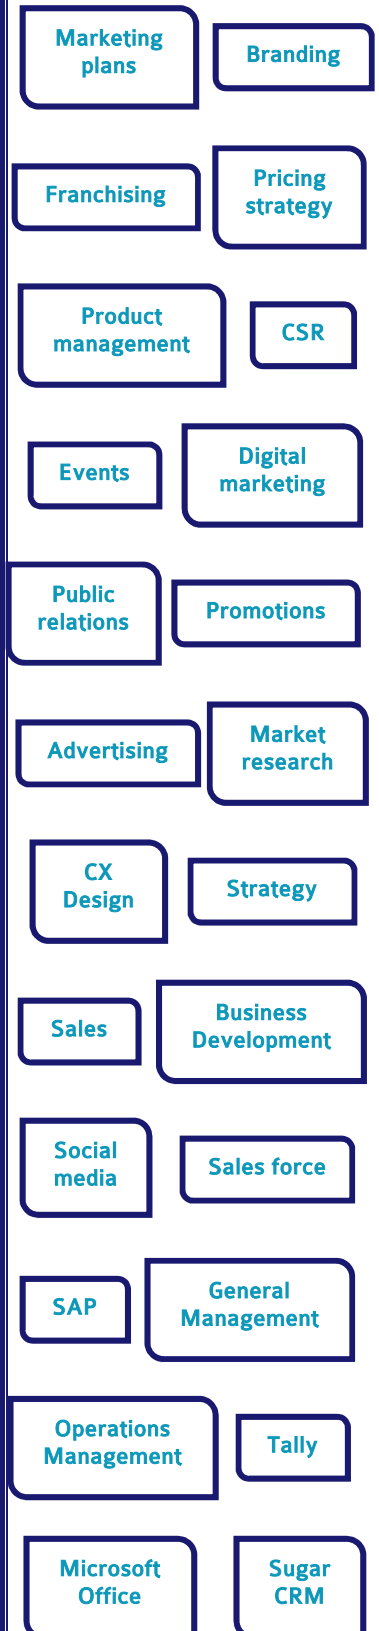 Marketing
plans
Branding
Franchising
Pricing
strategy
Product
management
CSR
Events
Digital
marketing
Public
relations
Promotions
Advertising
Market
research
CX
Design
Strategy
Sales
Business
Development
Social
media
Sales force
SAP
General
Management
Operations
Management
Tally
Microsoft
Office
Sugar
CRM